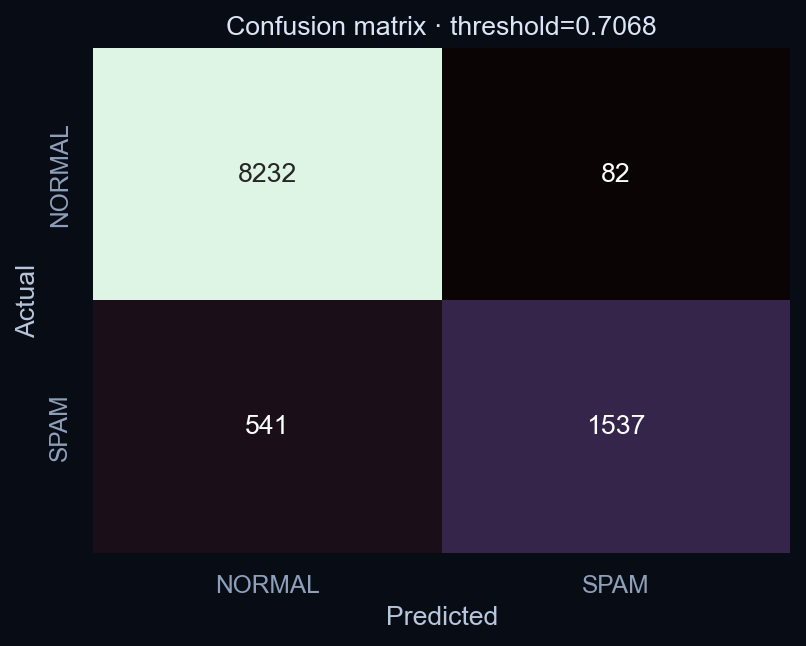 Confusion matrix · threshold=0.7068
Actual
NORMAL
8232
82
SPAM
541
1537
NORMAL
SPAM
Predicted